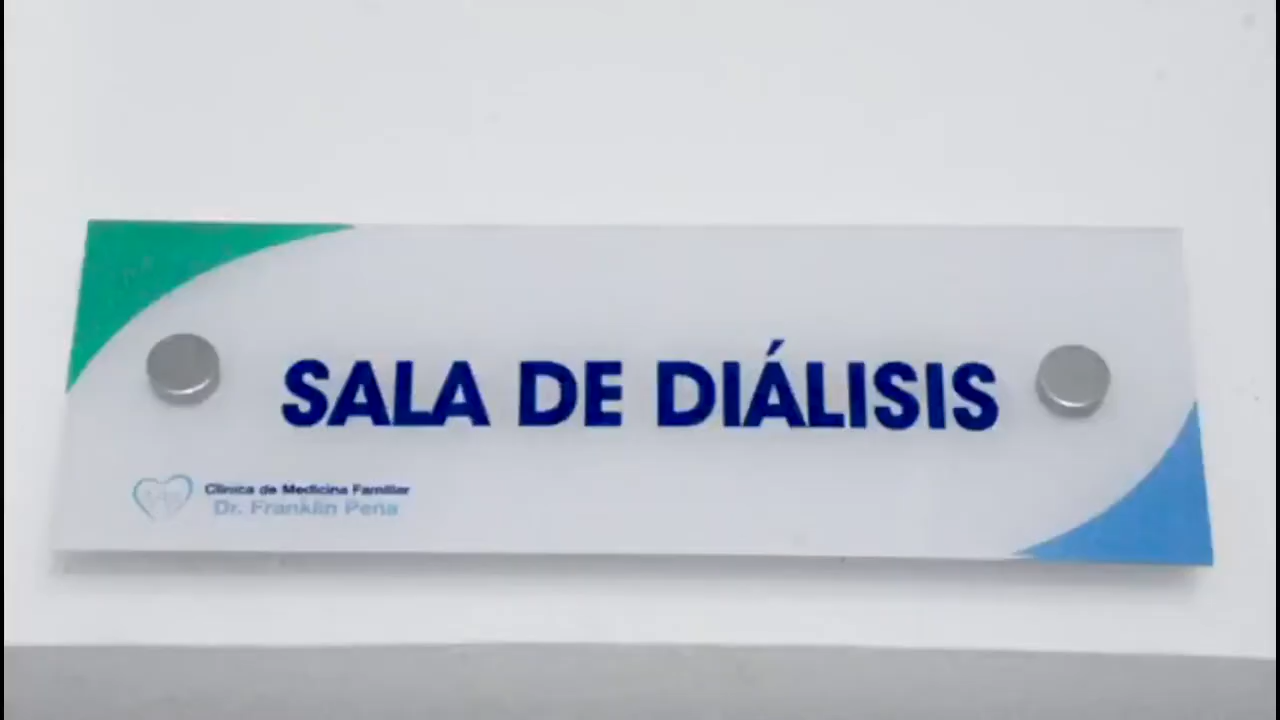 SALA DE DIÁLISIS
Clínica de Medicina Familiar
Dr. Franklin Peña